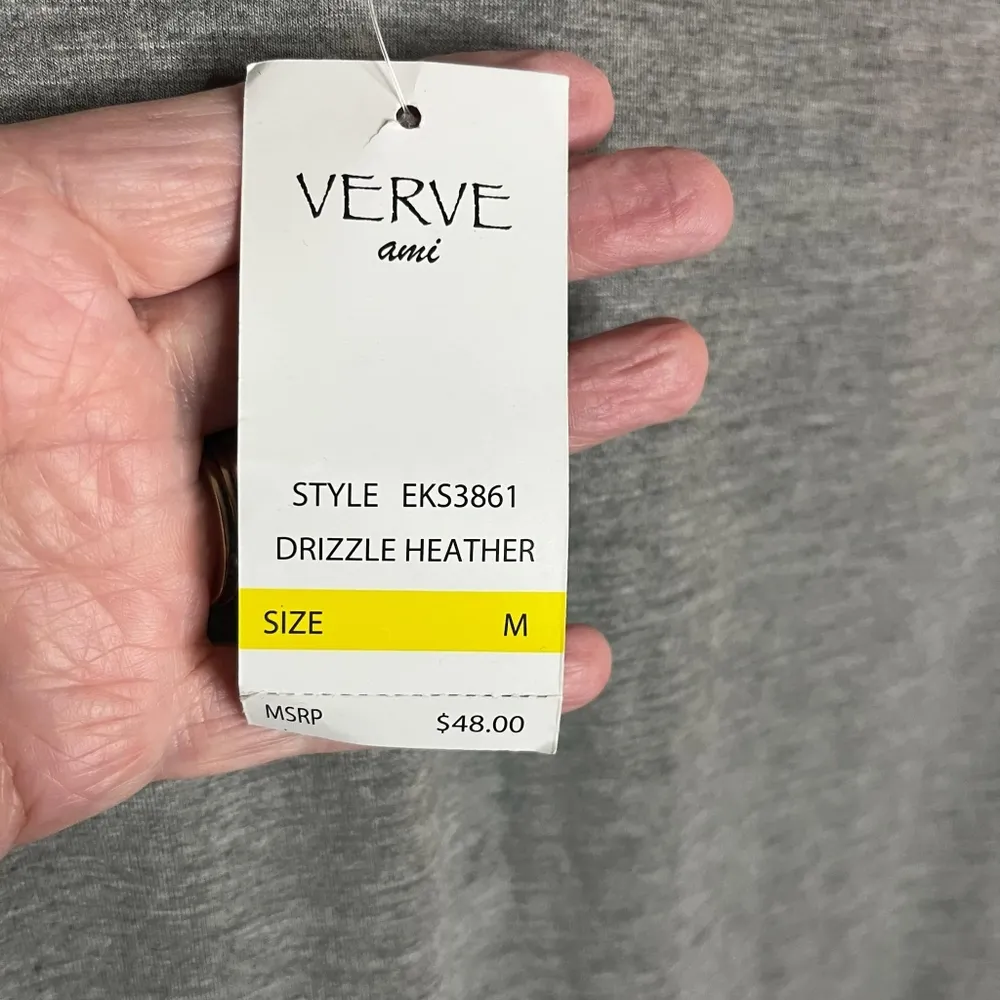 VERVE
ami
STYLE EKS3861
DRIZZLE HEATHER
SIZE M
MSRP $48.00